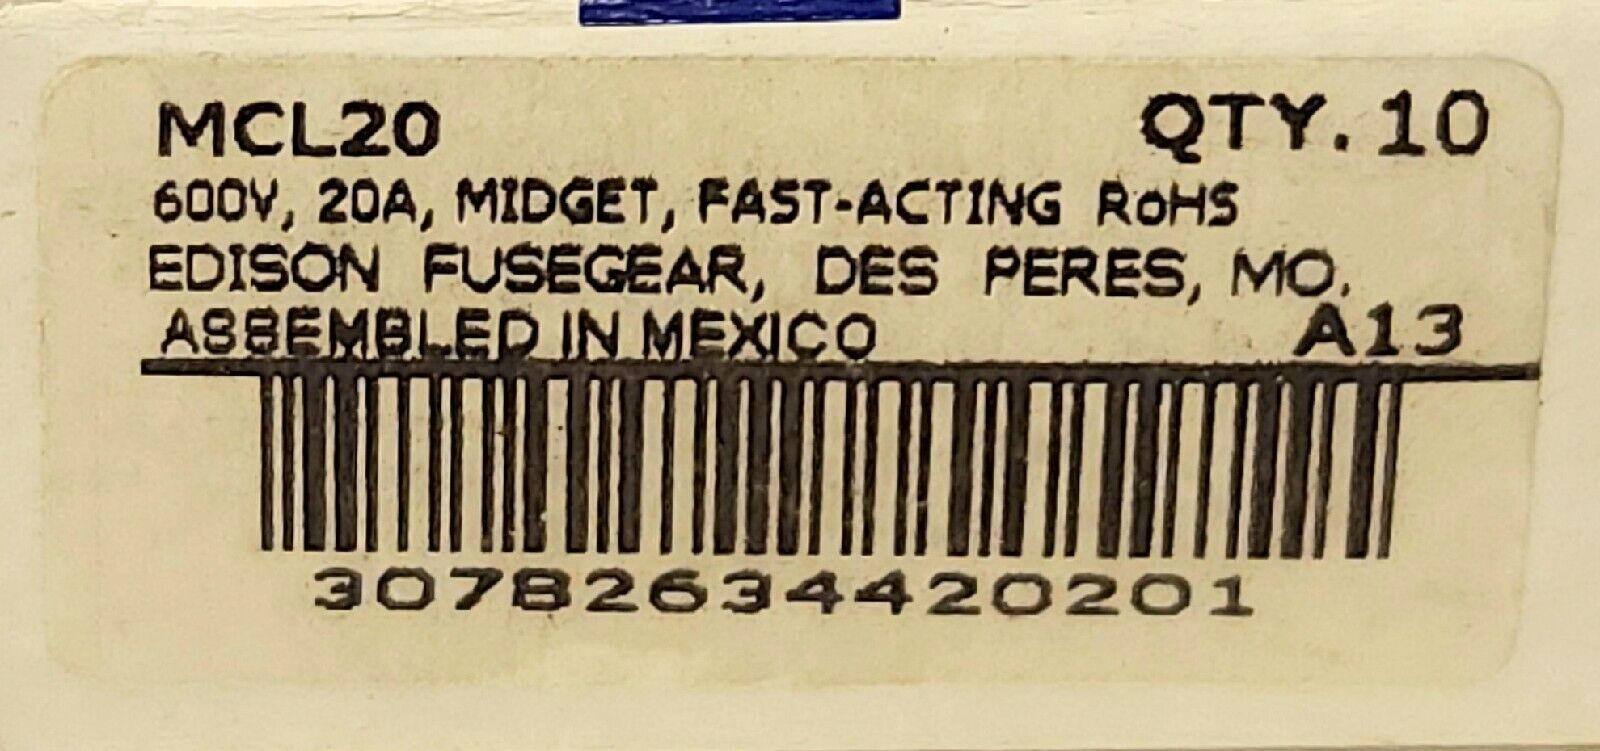 MCL20 QTY. 10
600V, 20A, MIDGET, FAST-ACTING RoHS
EDISON FUSEGEAR, DES PERES, MO.
ASSEMBLED IN MEXICO A13
30782634420201